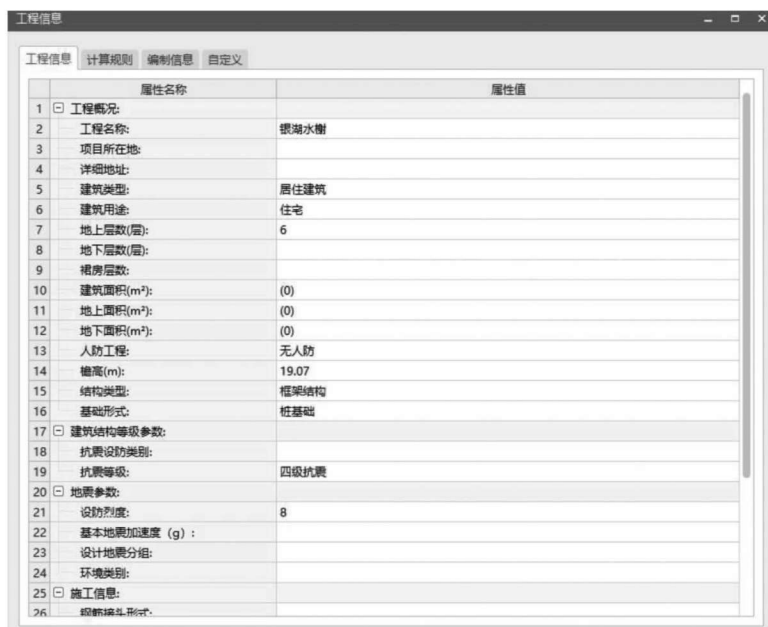 工程信息
工程信息 计算规则 编制信息 自定义
属性名称 属性值
1 工程概况:
2 工程名称: 银湖水榭
3 项目所在地:
4 详细地址:
5 建筑类型: 居住建筑
6 建筑用途: 住宅
7 地上层数(层): 6
8 地下层数(层):
9 裙房层数:
10 建筑面积(m²): (0)
11 地上面积(m²): (0)
12 地下面积(m²): (0)
13 人防工程: 无人防
14 檐高(m): 19.07
15 结构类型: 框架结构
16 基础形式: 桩基础
17 建筑结构等级参数:
18 抗震设防类别:
19 抗震等级: 四级抗震
20 地震参数:
21 设防烈度: 8
22 基本地震加速度（g）:
23 设计地震分组:
24 环境类别:
25 施工信息:
26 钢筋接头形式: